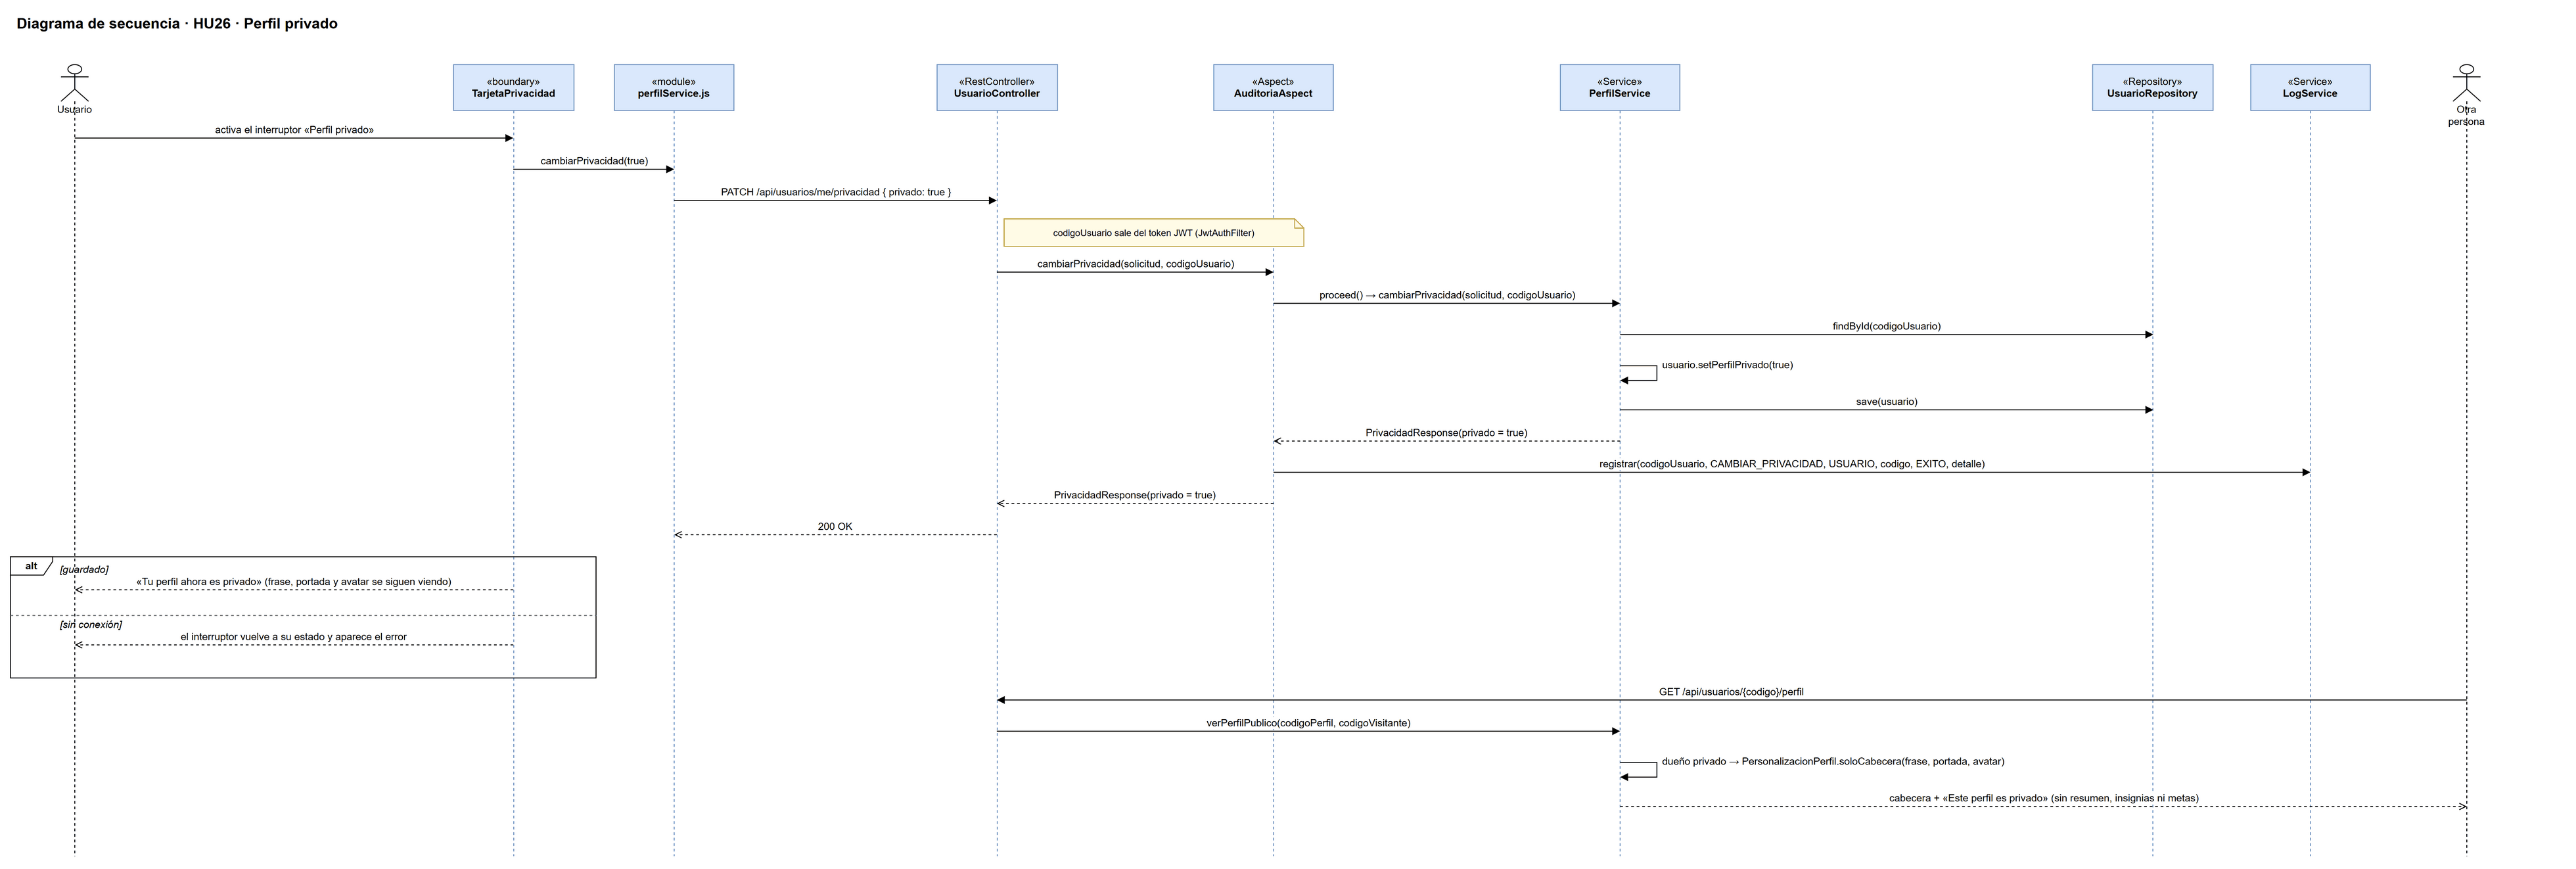 Diagrama de secuencia · HU26 · Perfil privado
Usuario
«boundary»
TarjetaPrivacidad
«module»
perfilService.js
«RestController»
UsuarioController
«Aspect»
AuditoriaAspect
«Service»
PerfilService
«Repository»
UsuarioRepository
«Service»
LogService
Otra
persona
activa el interruptor «Perfil privado»
cambiarPrivacidad(true)
PATCH /api/usuarios/me/privacidad { privado: true }
codigoUsuario sale del token JWT (JwtAuthFilter)
cambiarPrivacidad(solicitud, codigoUsuario)
proceed() → cambiarPrivacidad(solicitud, codigoUsuario)
findById(codigoUsuario)
usuario.setPerfilPrivado(true)
save(usuario)
PrivacidadResponse(privado = true)
registrar(codigoUsuario, CAMBIAR_PRIVACIDAD, USUARIO, codigo, EXITO, detalle)
PrivacidadResponse(privado = true)
200 OK
alt
[guardado]
«Tu perfil ahora es privado» (frase, portada y avatar se siguen viendo)
[sin conexión]
el interruptor vuelve a su estado y aparece el error
GET /api/usuarios/{codigo}/perfil
verPerfilPublico(codigoPerfil, codigoVisitante)
dueño privado → PersonalizacionPerfil.soloCabecera(frase, portada, avatar)
cabecera + «Este perfil es privado» (sin resumen, insignias ni metas)